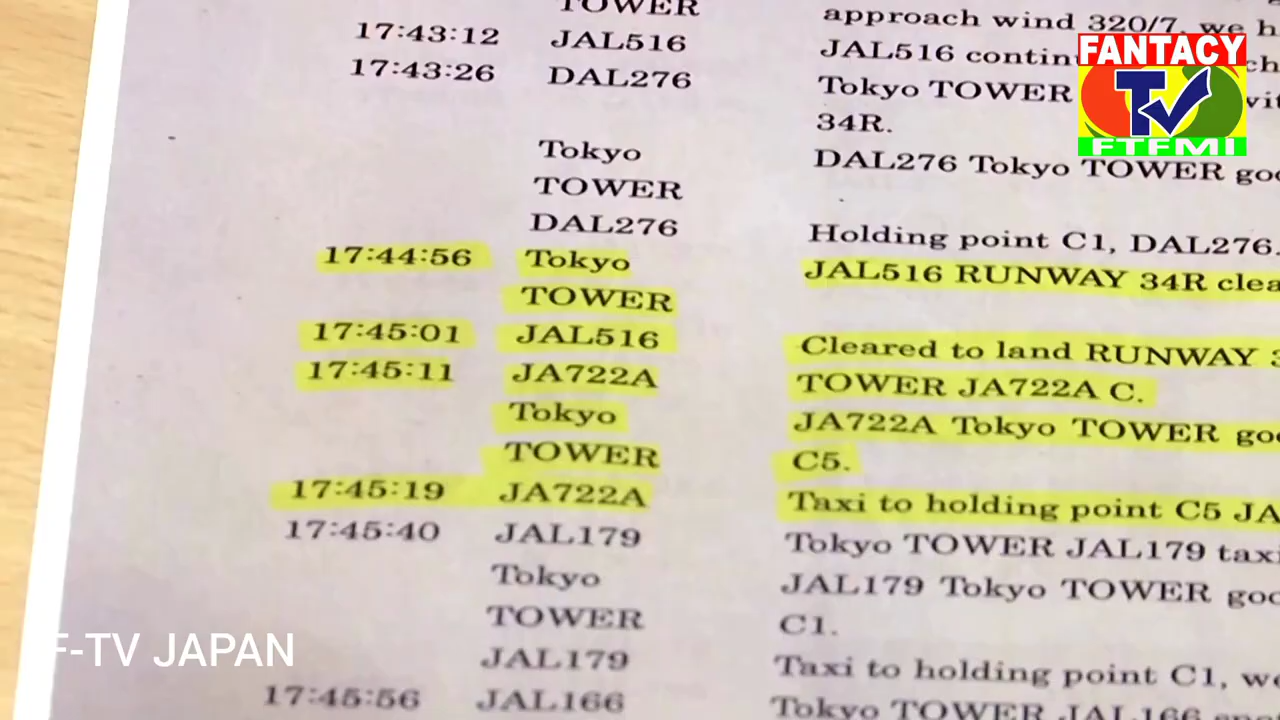 TOWER approach wind 320/7, we h
17:43:12 JAL516 JAL516
17:43:26 DAL276 Tokyo TOWER
34R.
Tokyo DAL276 Tokyo TOWER
TOWER
DAL276 Holding point C1, DAL276.
17:44:56 Tokyo JAL516 RUNWAY 34R
TOWER
17:45:01 JAL516 Cleared to land RUNWAY
17:45:11 JA722A TOWER JA722A C.
Tokyo JA722A Tokyo TOWER
TOWER C5.
17:45:19 JA722A Taxi to holding point C5
17:45:40 JAL179 Tokyo TOWER JAL179
Tokyo JAL179 Tokyo TOWER
TOWER C1.
JAL179 Taxi to holding point C1,
17:45:56 JAL166 Tokyo TOWER JAL166
FANTACY
TV
FTFMI
F-TV JAPAN